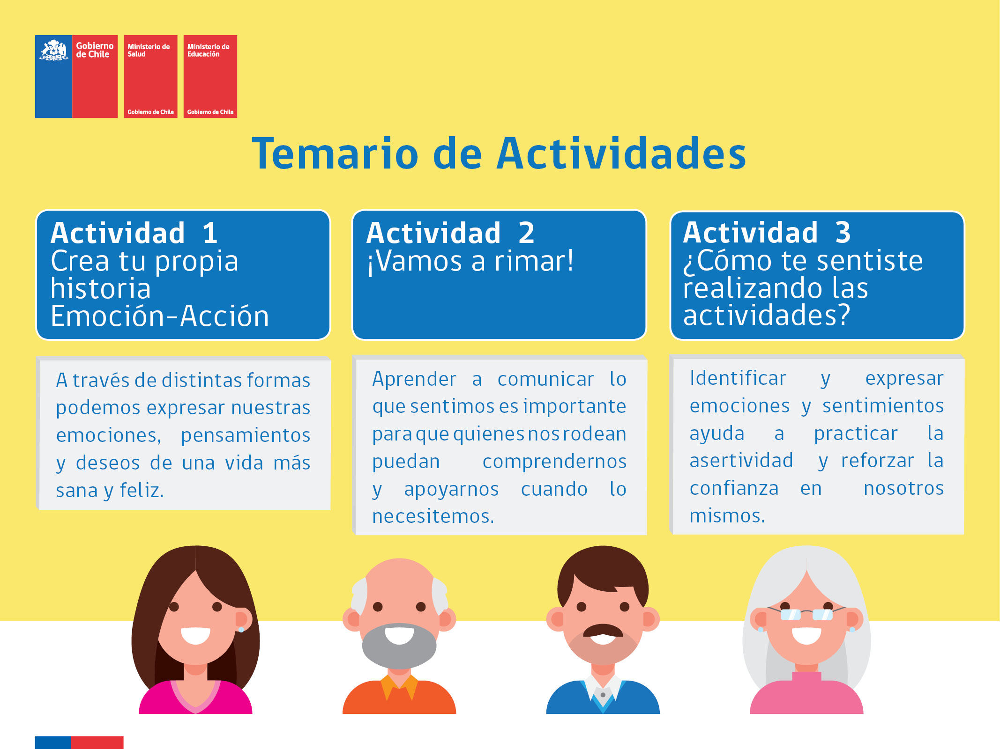 Gobierno
de Chile
Ministerio de
Salud
Gobierno de Chile
Ministerio de
Educación
Gobierno de Chile
Temario de Actividades
Actividad 1
Crea tu propia
historia
Emoción-Acción
A través de distintas formas
podemos expresar nuestras
emociones, pensamientos
y deseos de una vida más
sana y feliz.
Actividad 2
¡Vamos a rimar!
Aprender a comunicar lo
que sentimos es importante
para que quienes nos rodean
puedan comprendernos
y apoyarnos cuando lo
necesitemos.
Actividad 3
¿Cómo te sentiste
realizando las
actividades?
Identificar y expresar
emociones y sentimientos
ayuda a practicar la
asertividad y reforzar la
confianza en nosotros
mismos.